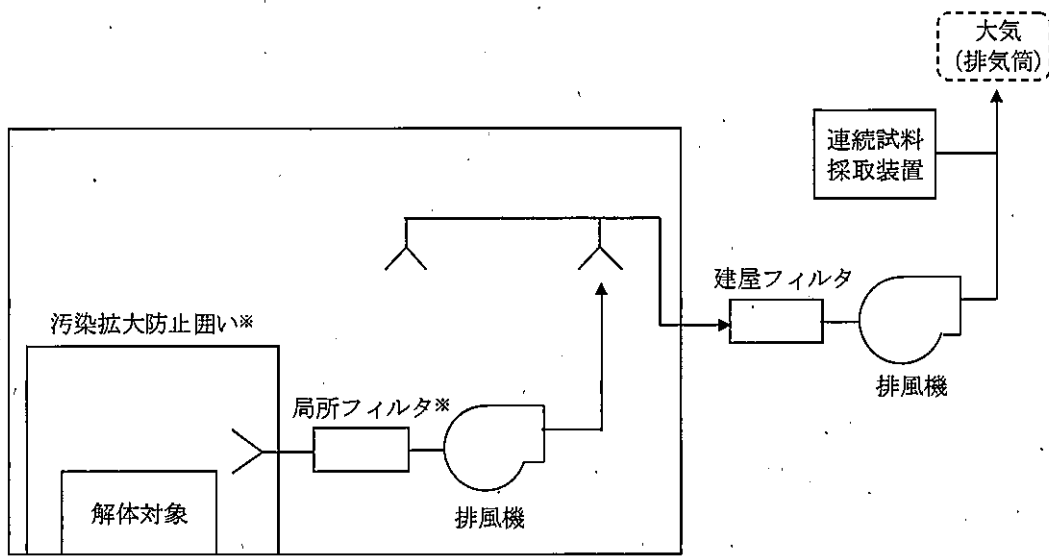 大気
(排気筒)
連続試料
採取装置
建屋フィルタ
排風機
汚染拡大防止囲い※
局所フィルタ※
排風機
解体対象